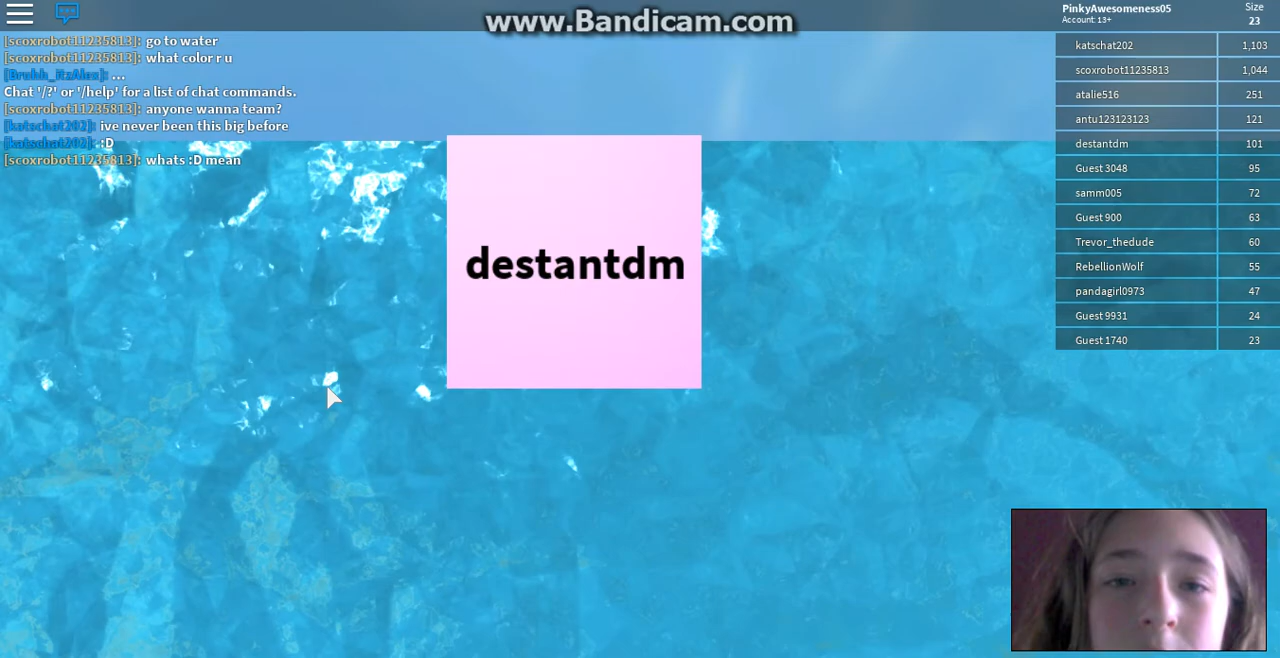 www.Bandicam.com
PinkyAwesomeness05
Account: 13+
Size
23
[scoxrobot11235813]: go to water
[scoxrobot11235813]: what color r u
[Bruhh_itzAlex]: ...
Chat '/?' or '/help' for a list of chat commands.
[scoxrobot11235813]: anyone wanna team?
[katschat202]: ive never been this big before
[katschat202]: :D
[scoxrobot11235813]: whats :D mean
destantdm
katschat202 1,103
scoxrobot11235813 1,044
atalie516 251
antu123123123 121
destantdm 101
Guest 3048 95
samm005 72
Guest 900 63
Trevor_thedude 60
RebellionWolf 55
pandagirl0973 47
Guest 9931 24
Guest 1740 23